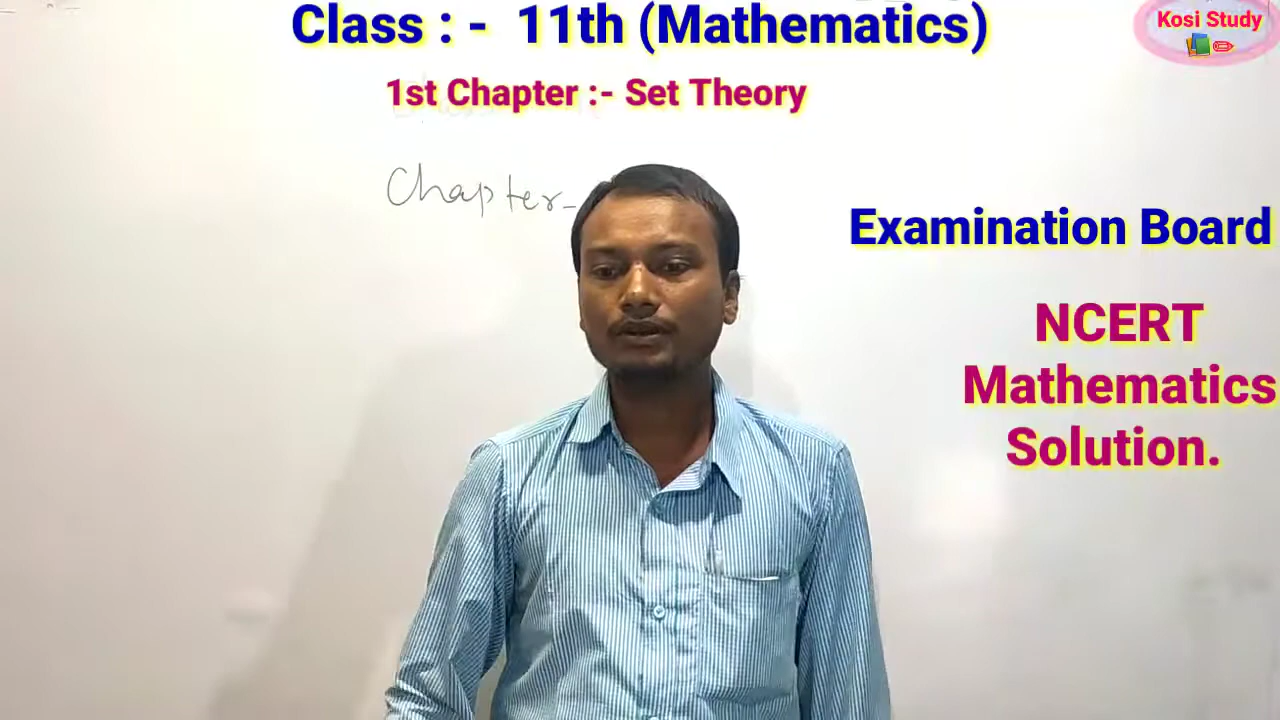 Class : - 11th (Mathematics)
Kosi Study
1st Chapter :- Set Theory
Chapter-
Examination Board
NCERT
Mathematics
Solution.